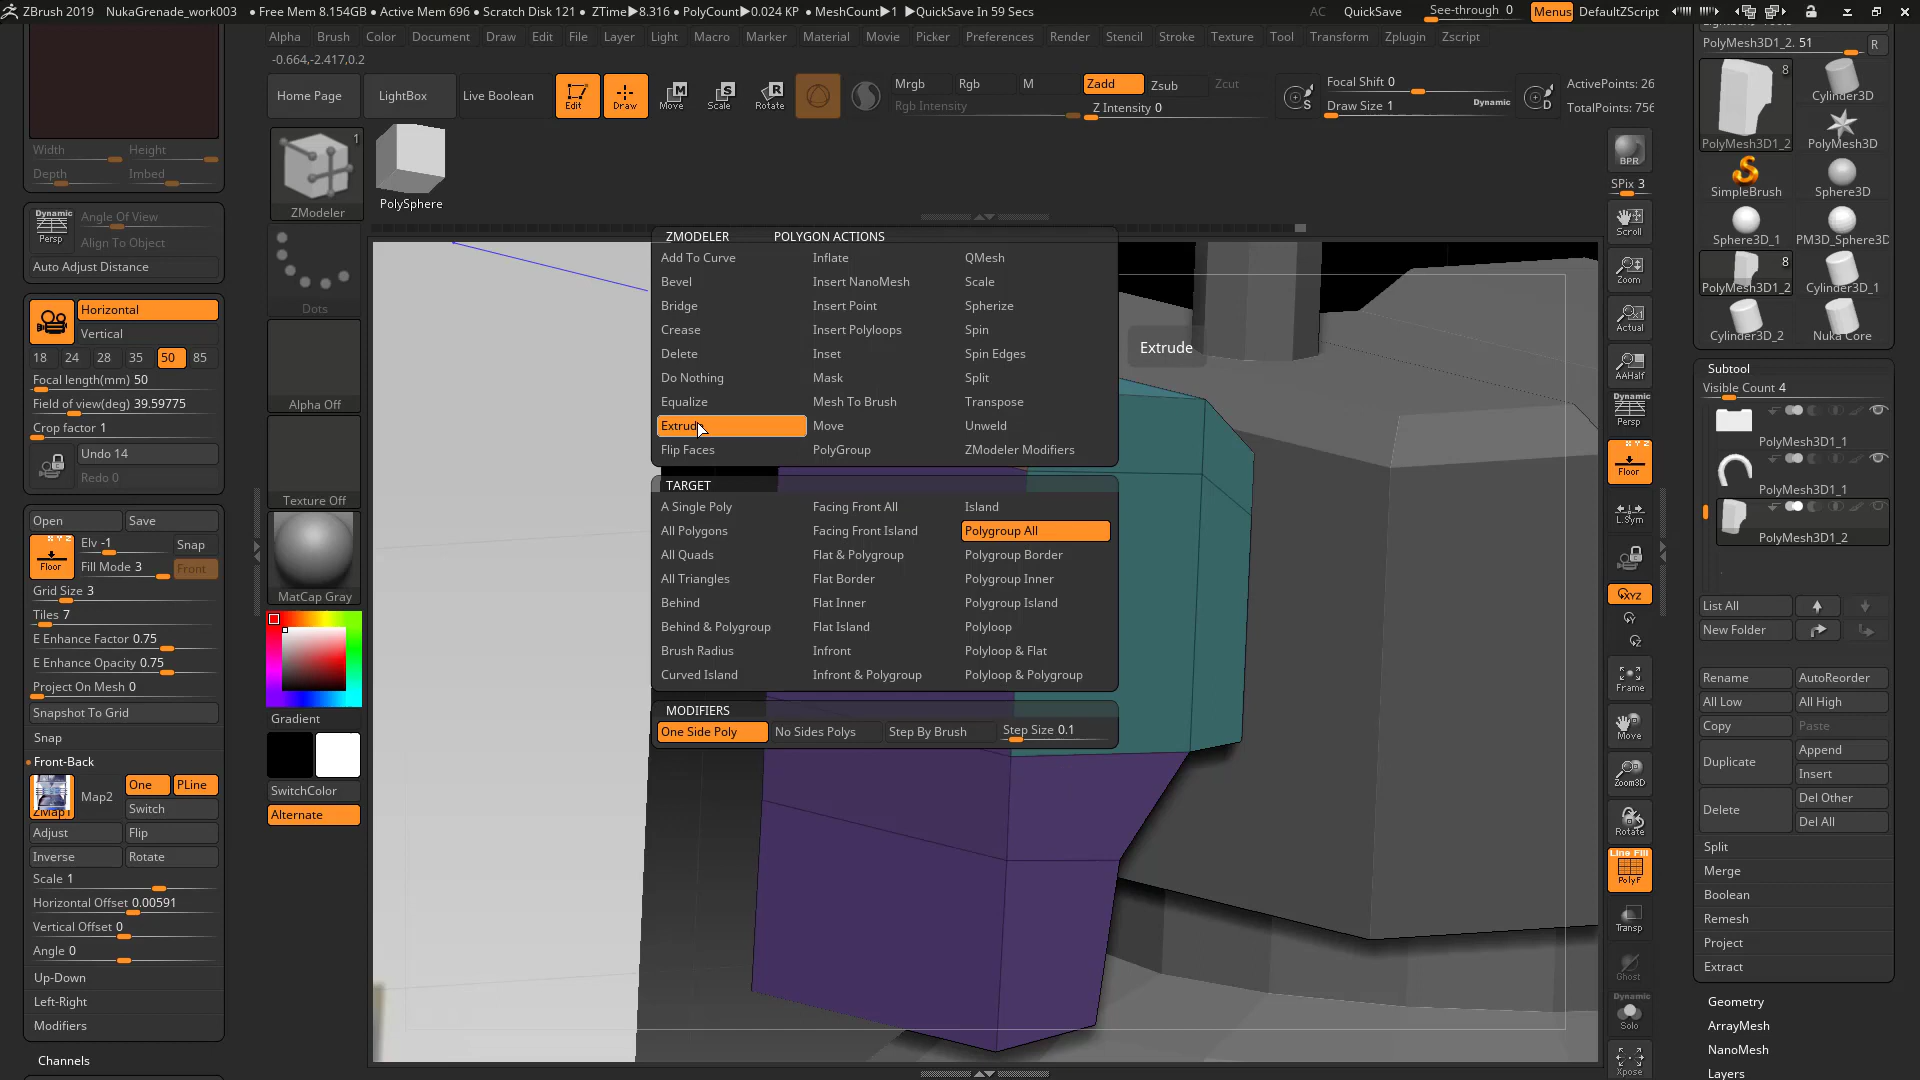 ZBrush 2019 NukaGrenade_work003 • Free Mem 8.154GB • Active Mem 696 • Scratch Disk 121 • ZTime▶8.316 • PolyCount▶0.024 KP • MeshCount▶1 ▶QuickSave In 59 Secs AC QuickSave See-through 0 Menus DefaultZScript
Alpha Brush Color Document Draw Edit File Layer Light Macro Marker Material Movie Picker Preferences Render Stencil Stroke Texture Tool Transform Zplugin Zscript
-0.664,-2.417,0.2
Home Page LightBox Live Boolean Edit Draw Move Scale Rotate
Mrgb Rgb M Zadd Zsub Zcut
Rgb Intensity Z Intensity 0
Focal Shift 0
Draw Size 1 Dynamic
S D
ActivePoints: 26
TotalPoints: 756
Width Height
Depth Imbed
Dynamic
Persp
Angle Of View
Align To Object
Auto Adjust Distance
Horizontal
Vertical
18 24 28 35 50 85
Focal length(mm) 50
Field of view(deg) 39.59775
Crop factor 1
Undo 14
Redo 0
Open Save
X Y Z
Floor
Elv -1 Snap
Fill Mode 3 Front
Grid Size 3
Tiles 7
E Enhance Factor 0.75
E Enhance Opacity 0.75
Project On Mesh 0
Snapshot To Grid
Snap
Front-Back
ZMap1 Map2 One PLine
Switch
Adjust Flip
Inverse Rotate
Scale 1
Horizontal Offset 0.00591
Vertical Offset 0
Angle 0
Up-Down
Left-Right
Modifiers
Channels
1
ZModeler
PolySphere
Dots
Alpha Off
Texture Off
MatCap Gray
Gradient
SwitchColor
Alternate
ZMODELER POLYGON ACTIONS
Add To Curve Inflate QMesh
Bevel Insert NanoMesh Scale
Bridge Insert Point Spherize
Crease Insert Polyloops Spin
Delete Inset Spin Edges
Do Nothing Mask Split
Equalize Mesh To Brush Transpose
Extrude Move Unweld
Flip Faces PolyGroup ZModeler Modifiers
Extrude
TARGET
A Single Poly Facing Front All Island
All Polygons Facing Front Island Polygroup All
All Quads Flat & Polygroup Polygroup Border
All Triangles Flat Border Polygroup Inner
Behind Flat Inner Polygroup Island
Behind & Polygroup Flat Island Polyloop
Brush Radius Infront Polyloop & Flat
Curved Island Infront & Polygroup Polyloop & Polygroup
MODIFIERS
One Side Poly No Sides Polys Step By Brush Step Size 0.1
BPR
SPix 3
Scroll
Zoom
Actual
AAHalf
Persp
X Y Z
Floor
L.Sym
XYZ
Y
Z
Frame
Move
Zoom3D
Rotate
Line Fill
PolyF
Transp
Ghost
Dynamic
Solo
Xpose
PolyMesh3D1_2. 51 R
8
PolyMesh3D1_2
Cylinder3D
PolyMesh3D
SimpleBrush Sphere3D
Sphere3D_1 PM3D_Sphere3D
8
PolyMesh3D1_2 Cylinder3D_1
Cylinder3D_2 Nuka Core
Subtool
Visible Count 4
PolyMesh3D1_1
PolyMesh3D1_1
PolyMesh3D1_2
List All
New Folder
Rename AutoReorder
All Low All High
Copy Paste
Duplicate Append
Insert
Delete Del Other
Del All
Split
Merge
Boolean
Remesh
Project
Extract
Geometry
ArrayMesh
NanoMesh
Layers